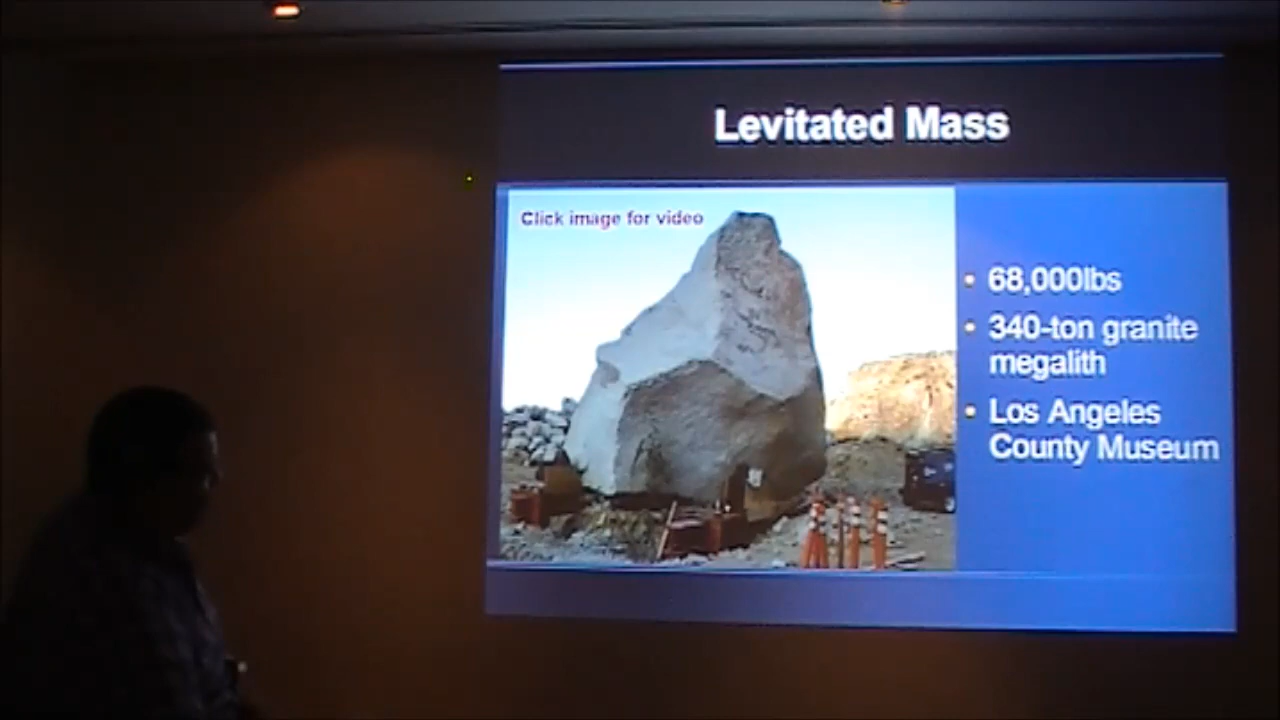 Levitated Mass
Click image for video
68,000lbs
340-ton granite
megalith
Los Angeles
County Museum